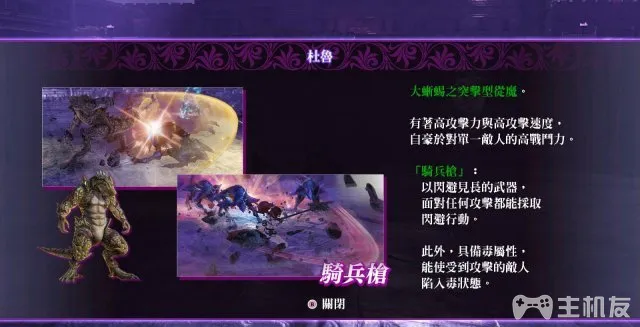 杜魯
大蜥蜴之突擊型從魔。
有著高攻擊力與高攻擊速度，
自豪於對單一敵人的高戰鬥力。
「騎兵槍」：
以閃避見長的武器，
面對任何攻擊都能採取
閃避行動。
此外，具備毒屬性，
能使受到攻擊的敵人
陷入毒狀態。
騎兵槍
關閉
主机友